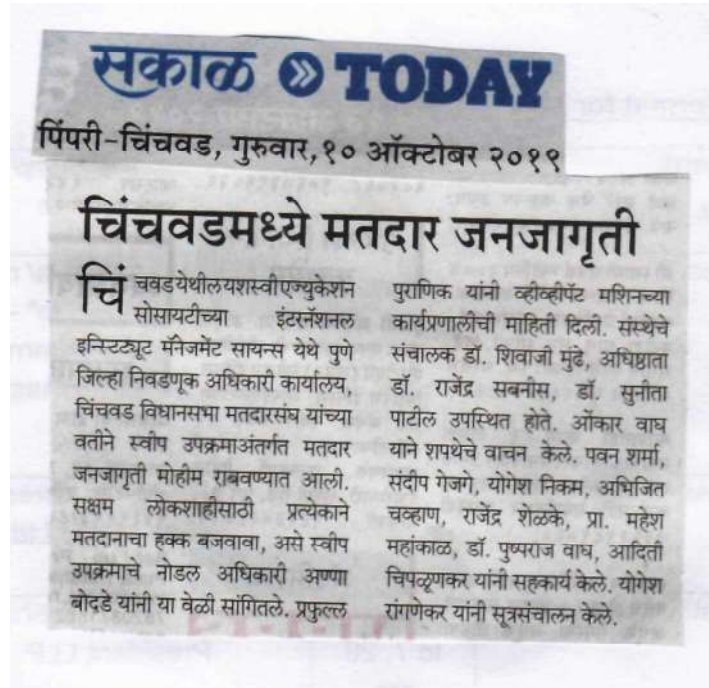 सकाळ » TODAY
पिंपरी-चिंचवड, गुरुवार,१० ऑक्टोबर २०१९
चिंचवडमध्ये मतदार जनजागृती
चिंचवड येथील यशस्वी एज्युकेशन
सोसायटीच्या इंटरनॅशनल
इन्स्टिट्यूट मॅनेजमेंट सायन्स येथे पुणे
जिल्हा निवडणूक अधिकारी कार्यालय,
चिंचवड विधानसभा मतदारसंघ यांच्या
वतीने स्वीप उपक्रमाअंतर्गत मतदार
जनजागृती मोहीम राबवण्यात आली.
सक्षम लोकशाहीसाठी प्रत्येकाने
मतदानाचा हक्क बजवावा, असे स्वीप
उपक्रमाचे नोडल अधिकारी अण्णा
बोदडे यांनी या वेळी सांगितले. प्रफुल्ल
पुराणिक यांनी व्हीव्हीपॅट मशिनच्या
कार्यप्रणालीची माहिती दिली. संस्थेचे
संचालक डॉ. शिवाजी मुंढे, अधिष्ठाता
डॉ. राजेंद्र सबनीस, डॉ. सुनीता
पाटील उपस्थित होते. ओंकार वाघ
याने शपथेचे वाचन केले. पवन शर्मा,
संदीप गेजगे, योगेश निकम, अभिजित
चव्हाण, राजेंद्र शेळके, प्रा. महेश
महांकाळ, डॉ. पुष्पराज वाघ, आदिती
चिपळूणकर यांनी सहकार्य केले. योगेश
रांगणेकर यांनी सूत्रसंचालन केले.